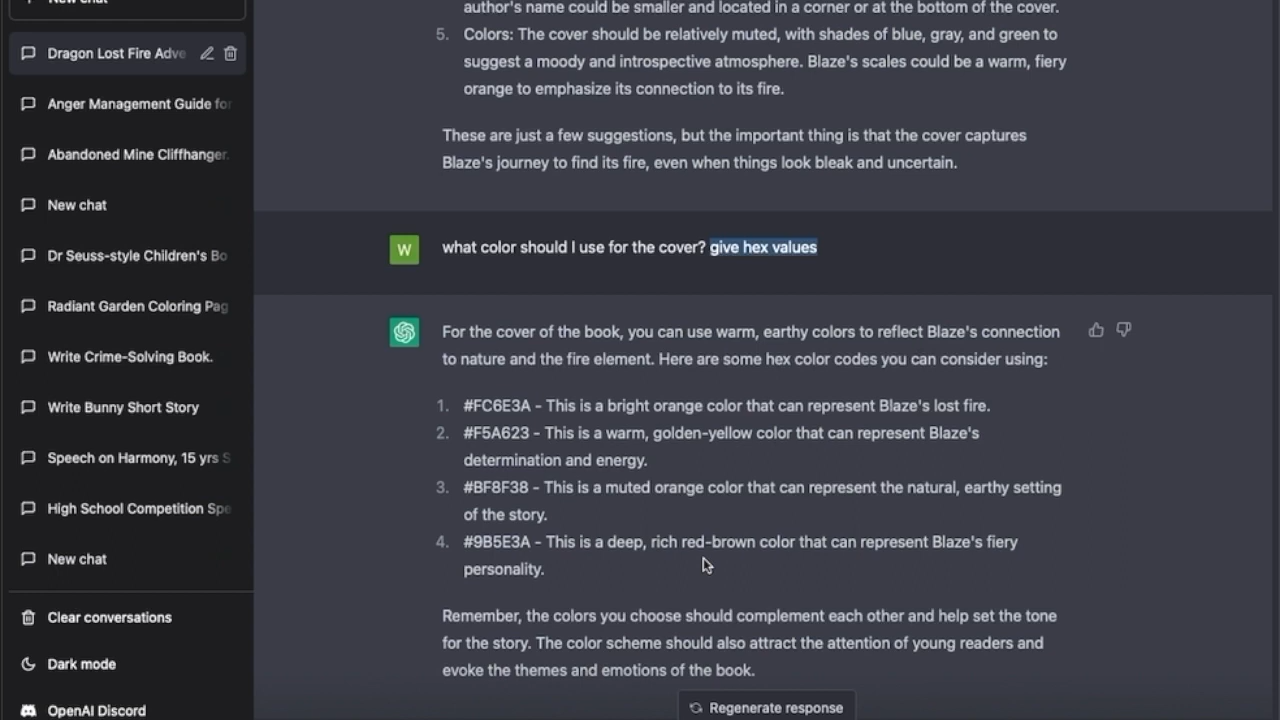 New chat
Dragon Lost Fire Adve
Anger Management Guide for
Abandoned Mine Cliffhanger.
New chat
Dr Seuss-style Children's Bo
Radiant Garden Coloring Pag
Write Crime-Solving Book.
Write Bunny Short Story
Speech on Harmony, 15 yrs S
High School Competition Spe
New chat
Clear conversations
Dark mode
OpenAI Discord
author's name could be smaller and located in a corner or at the bottom of the cover.
5. Colors: The cover should be relatively muted, with shades of blue, gray, and green to
suggest a moody and introspective atmosphere. Blaze's scales could be a warm, fiery
orange to emphasize its connection to its fire.
These are just a few suggestions, but the important thing is that the cover captures
Blaze's journey to find its fire, even when things look bleak and uncertain.
W
what color should I use for the cover? give hex values
For the cover of the book, you can use warm, earthy colors to reflect Blaze's connection
to nature and the fire element. Here are some hex color codes you can consider using:
1. #FC6E3A - This is a bright orange color that can represent Blaze's lost fire.
2. #F5A623 - This is a warm, golden-yellow color that can represent Blaze's
determination and energy.
3. #BF8F38 - This is a muted orange color that can represent the natural, earthy setting
of the story.
4. #9B5E3A - This is a deep, rich red-brown color that can represent Blaze's fiery
personality.
Remember, the colors you choose should complement each other and help set the tone
for the story. The color scheme should also attract the attention of young readers and
evoke the themes and emotions of the book.
Regenerate response